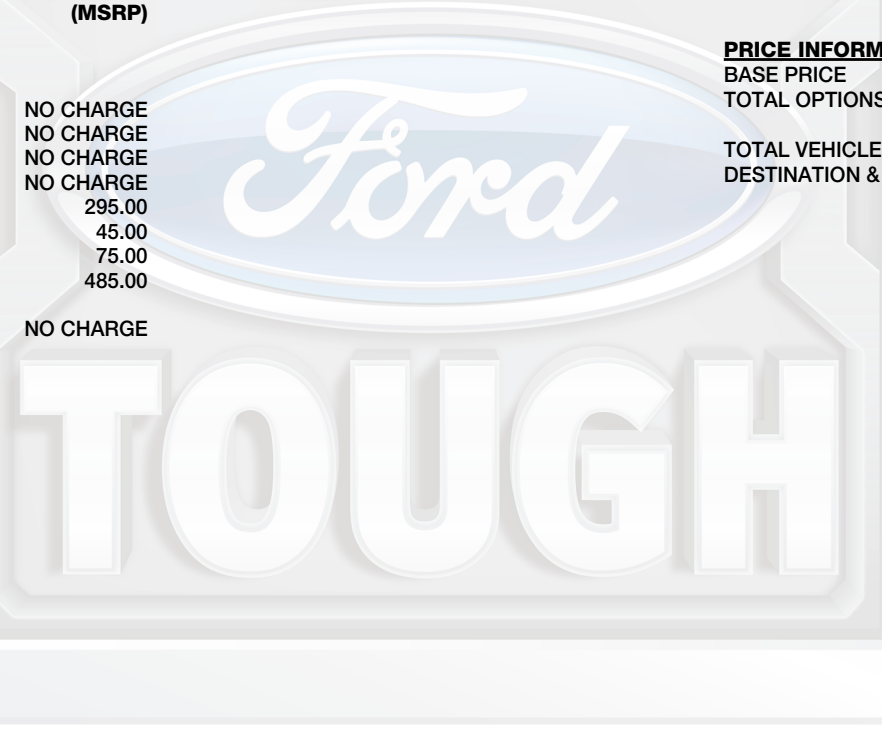 (MSRP)
NO CHARGE
NO CHARGE
NO CHARGE
NO CHARGE
295.00
45.00
75.00
485.00
NO CHARGE
PRICE INFORM
BASE PRICE
TOTAL OPTIONS
TOTAL VEHICLE
DESTINATION &
Ford
TOUGH